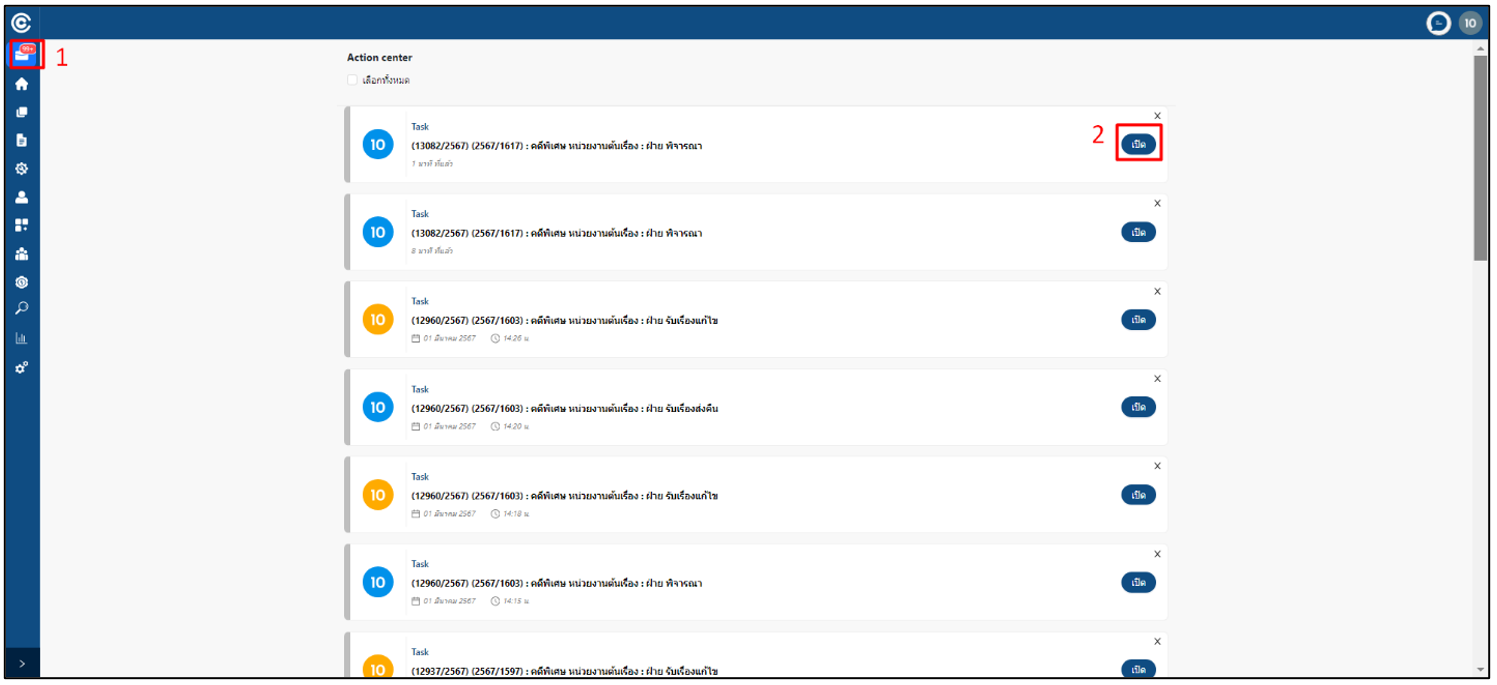 10
99+
1
Action center
เลือกทั้งหมด
X
Task
10
(13082/2567) (2567/1617) : คดีพิเศษ หน่วยงานต้นเรื่อง : ฝ่าย พิจารณา
2
เปิด
1 นาที ที่แล้ว
X
Task
10
(13082/2567) (2567/1617) : คดีพิเศษ หน่วยงานต้นเรื่อง : ฝ่าย พิจารณา
เปิด
8 นาที ที่แล้ว
X
Task
10
(12960/2567) (2567/1603) : คดีพิเศษ หน่วยงานต้นเรื่อง : ฝ่าย รับเรื่องแก้ไข
เปิด
01 มีนาคม 2567 14:26 น.
X
Task
10
(12960/2567) (2567/1603) : คดีพิเศษ หน่วยงานต้นเรื่อง : ฝ่าย รับเรื่องส่งคืน
เปิด
01 มีนาคม 2567 14:20 น.
X
Task
10
(12960/2567) (2567/1603) : คดีพิเศษ หน่วยงานต้นเรื่อง : ฝ่าย รับเรื่องแก้ไข
เปิด
01 มีนาคม 2567 14:18 น.
X
Task
10
(12960/2567) (2567/1603) : คดีพิเศษ หน่วยงานต้นเรื่อง : ฝ่าย พิจารณา
เปิด
01 มีนาคม 2567 14:15 น.
X
Task
10
(12937/2567) (2567/1597) : คดีพิเศษ หน่วยงานต้นเรื่อง : ฝ่าย รับเรื่องแก้ไข
เปิด